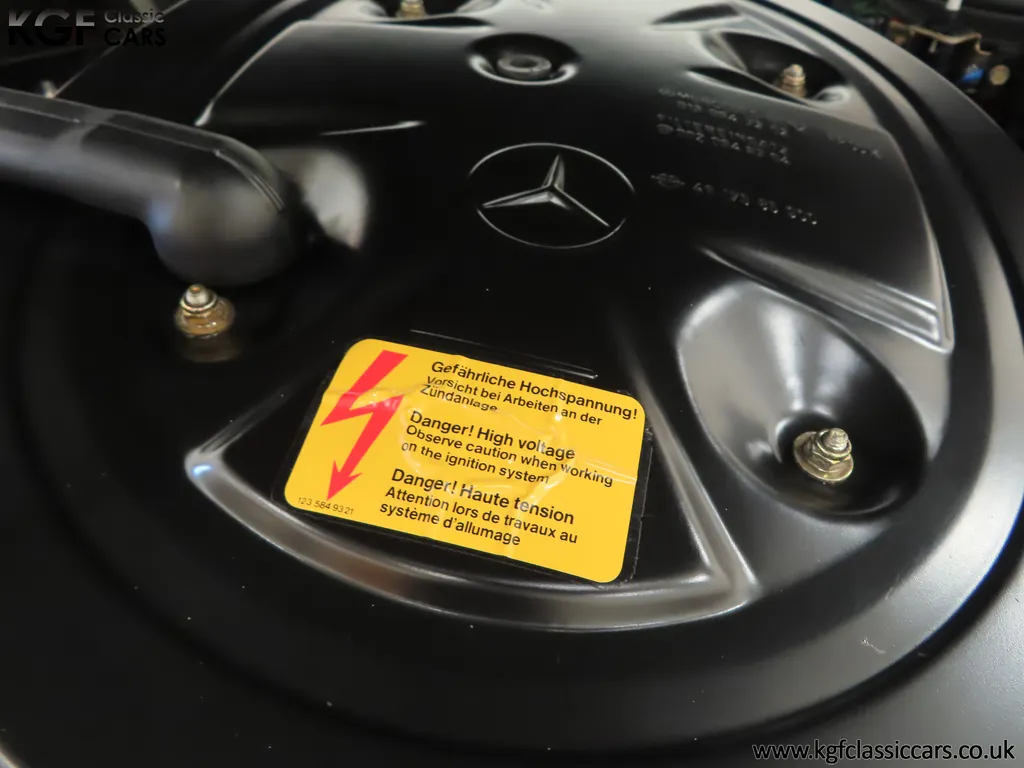 KGF Classic
CARS
Gefährliche Hochspannung!
Vorsicht bei Arbeiten an der
Zündanlage
Danger! High voltage
Observe caution when working
on the ignition system
Danger! Haute tension
Attention lors de travaux au
système d'allumage
123 584 93 21
www.kgfclassiccars.co.uk